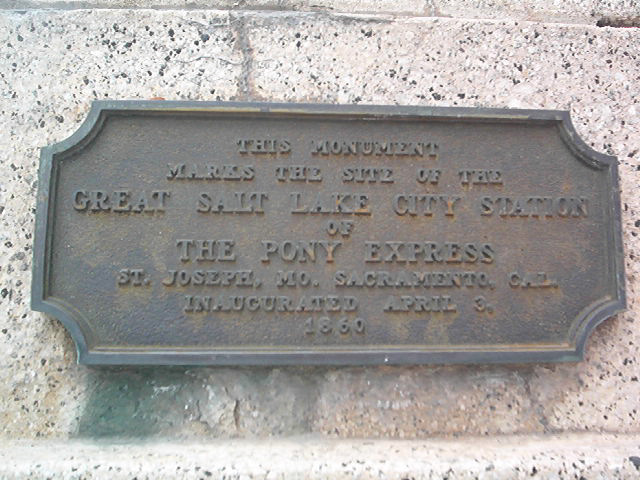 THIS MONUMENT
MARKS THE SITE OF THE
GREAT SALT LAKE CITY STATION
OF
THE PONY EXPRESS
ST. JOSEPH, MO. SACRAMENTO, CAL.
INAUGURATED APRIL 3,
1860